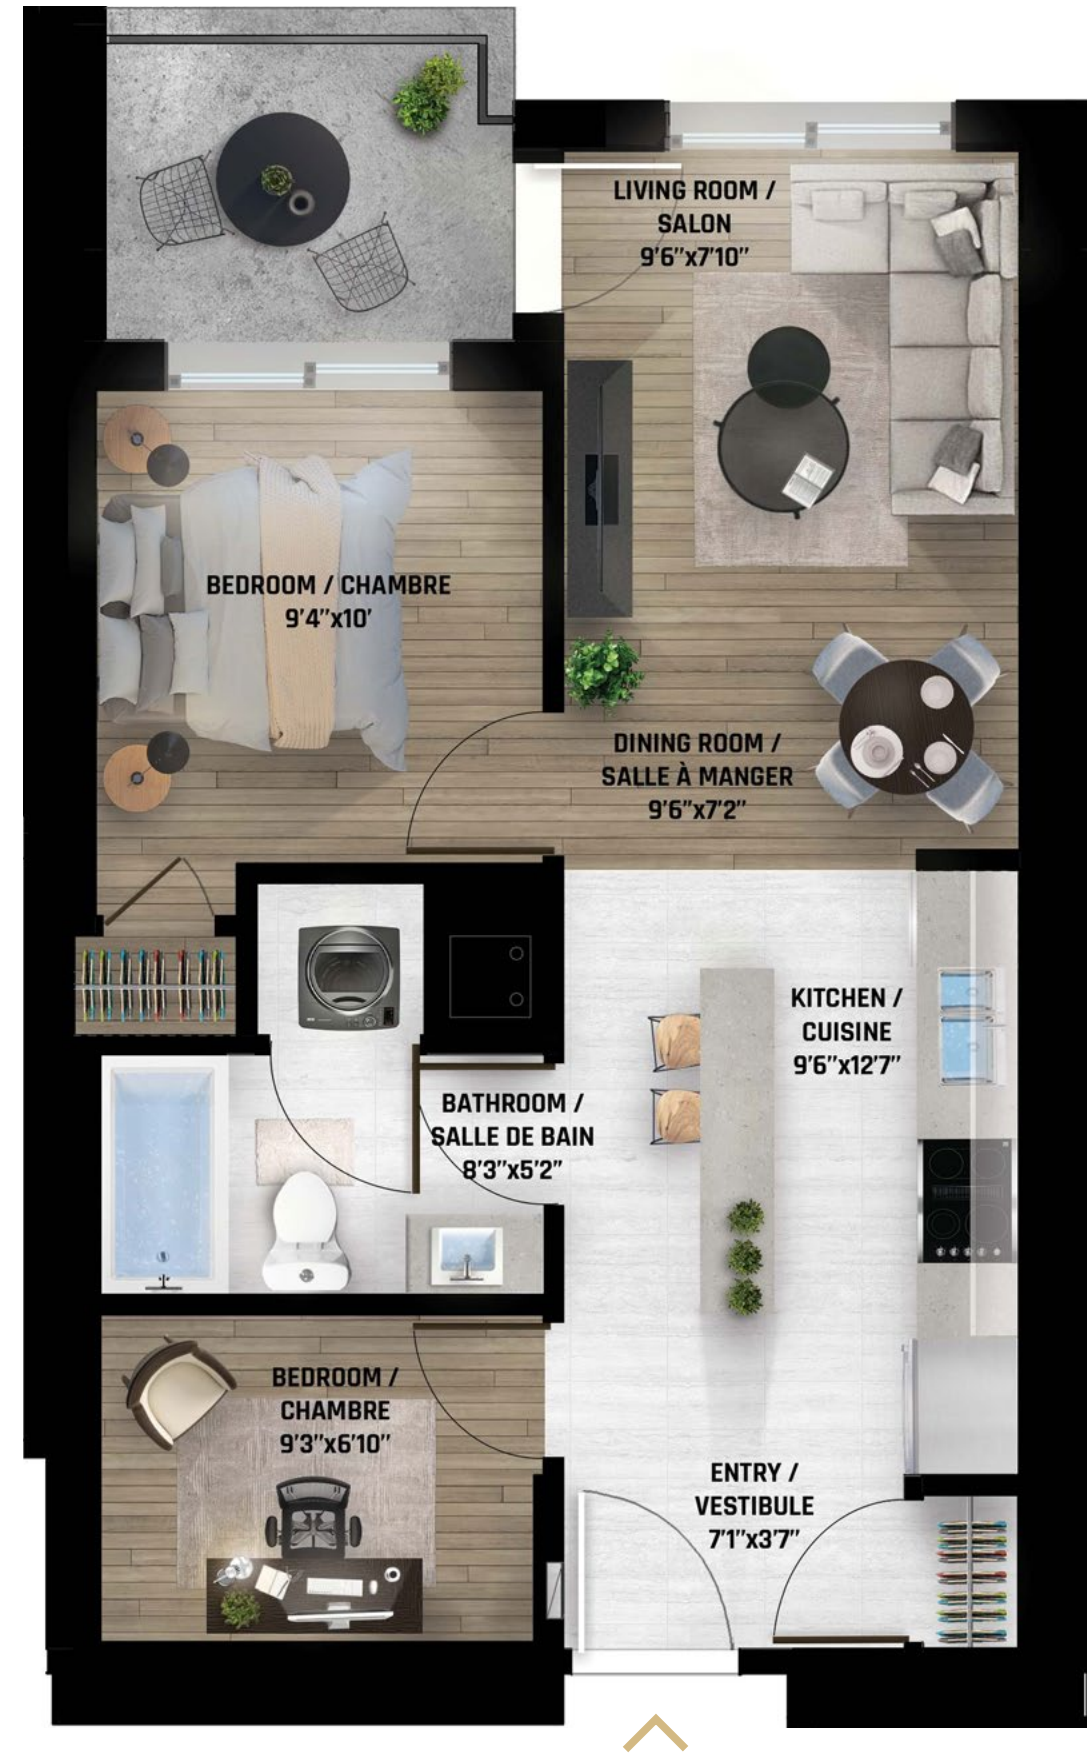 LIVING ROOM /
SALON
9'6"x7'10"
BEDROOM / CHAMBRE
9'4"x10'
DINING ROOM /
SALLE À MANGER
9'6"x7'2"
KITCHEN /
CUISINE
9'6"x12'7"
BATHROOM /
SALLE DE BAIN
8'3"x5'2"
BEDROOM /
CHAMBRE
9'3"x6'10"
ENTRY /
VESTIBULE
7'1"x3'7"